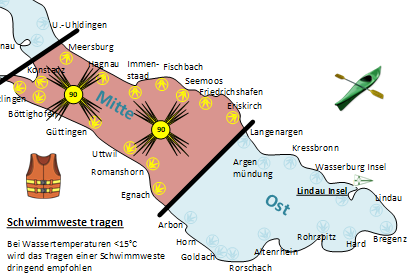 U.-Uhldingen
Meersburg
Hagnau
Immen-
staad
Fischbach
Seemoos
Friedrichshafen
Eriskirch
Konstanz
Böttighofen
Güttingen
90
Mitte
90
Uttwil
Romanshorn
Egnach
Langenargen
Kressbronn
Argen
mündung
Wasserburg Insel
Lindau Insel
Lindau
Ost
Schwimmweste tragen
Arbon
Horn
Goldach
Rorschach
Altenrhein
Rohrspitz
Hard
Bregenz
Bei Wassertemperaturen <15°C
wird das Tragen einer Schwimmweste
dringend empfohlen